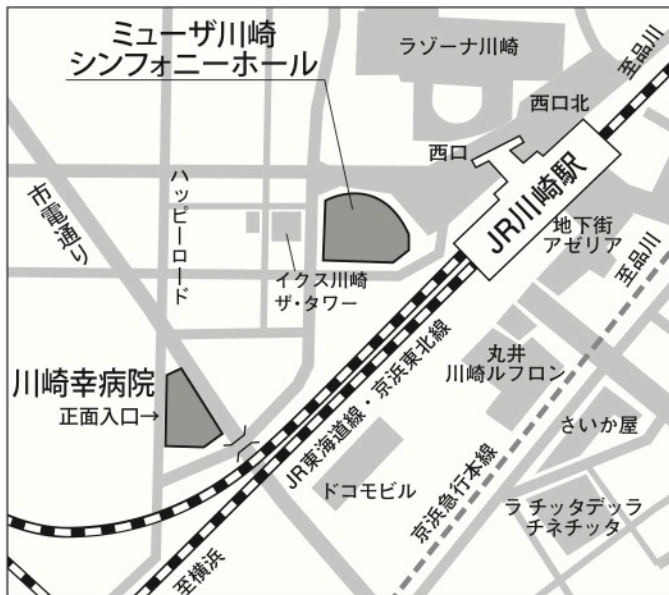 ミューザ川崎
シンフォニーホール
ラゾーナ川崎
至品川
西口北
西口
JR川崎駅
ハッピーロード
市電通り
地下街
アゼリア
至品川
イクス川崎
ザ・タワー
丸井
川崎ルフロン
川崎幸病院
正面入口→
JR東海道線・京浜東北線
さいか屋
ドコモビル
京浜急行本線
ラ チッタデッラ
チネチッタ
至横浜